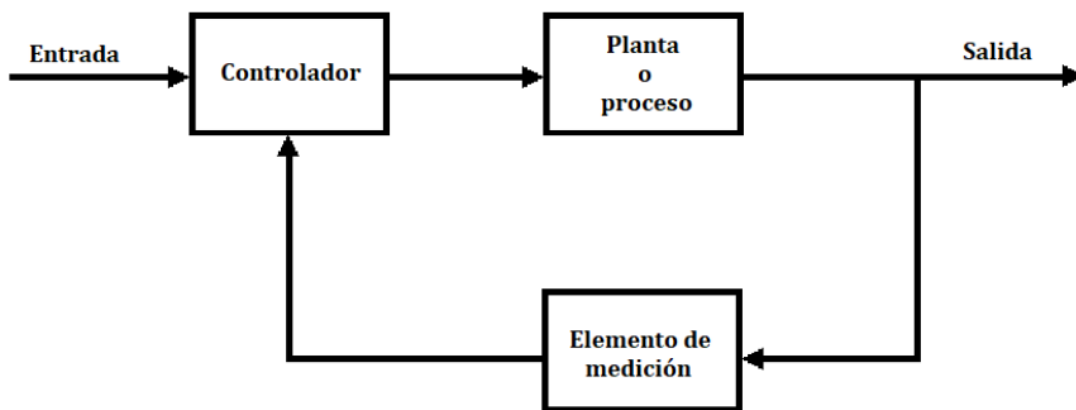 Entrada
Controlador
Planta
o
proceso
Salida
Elemento de
medición